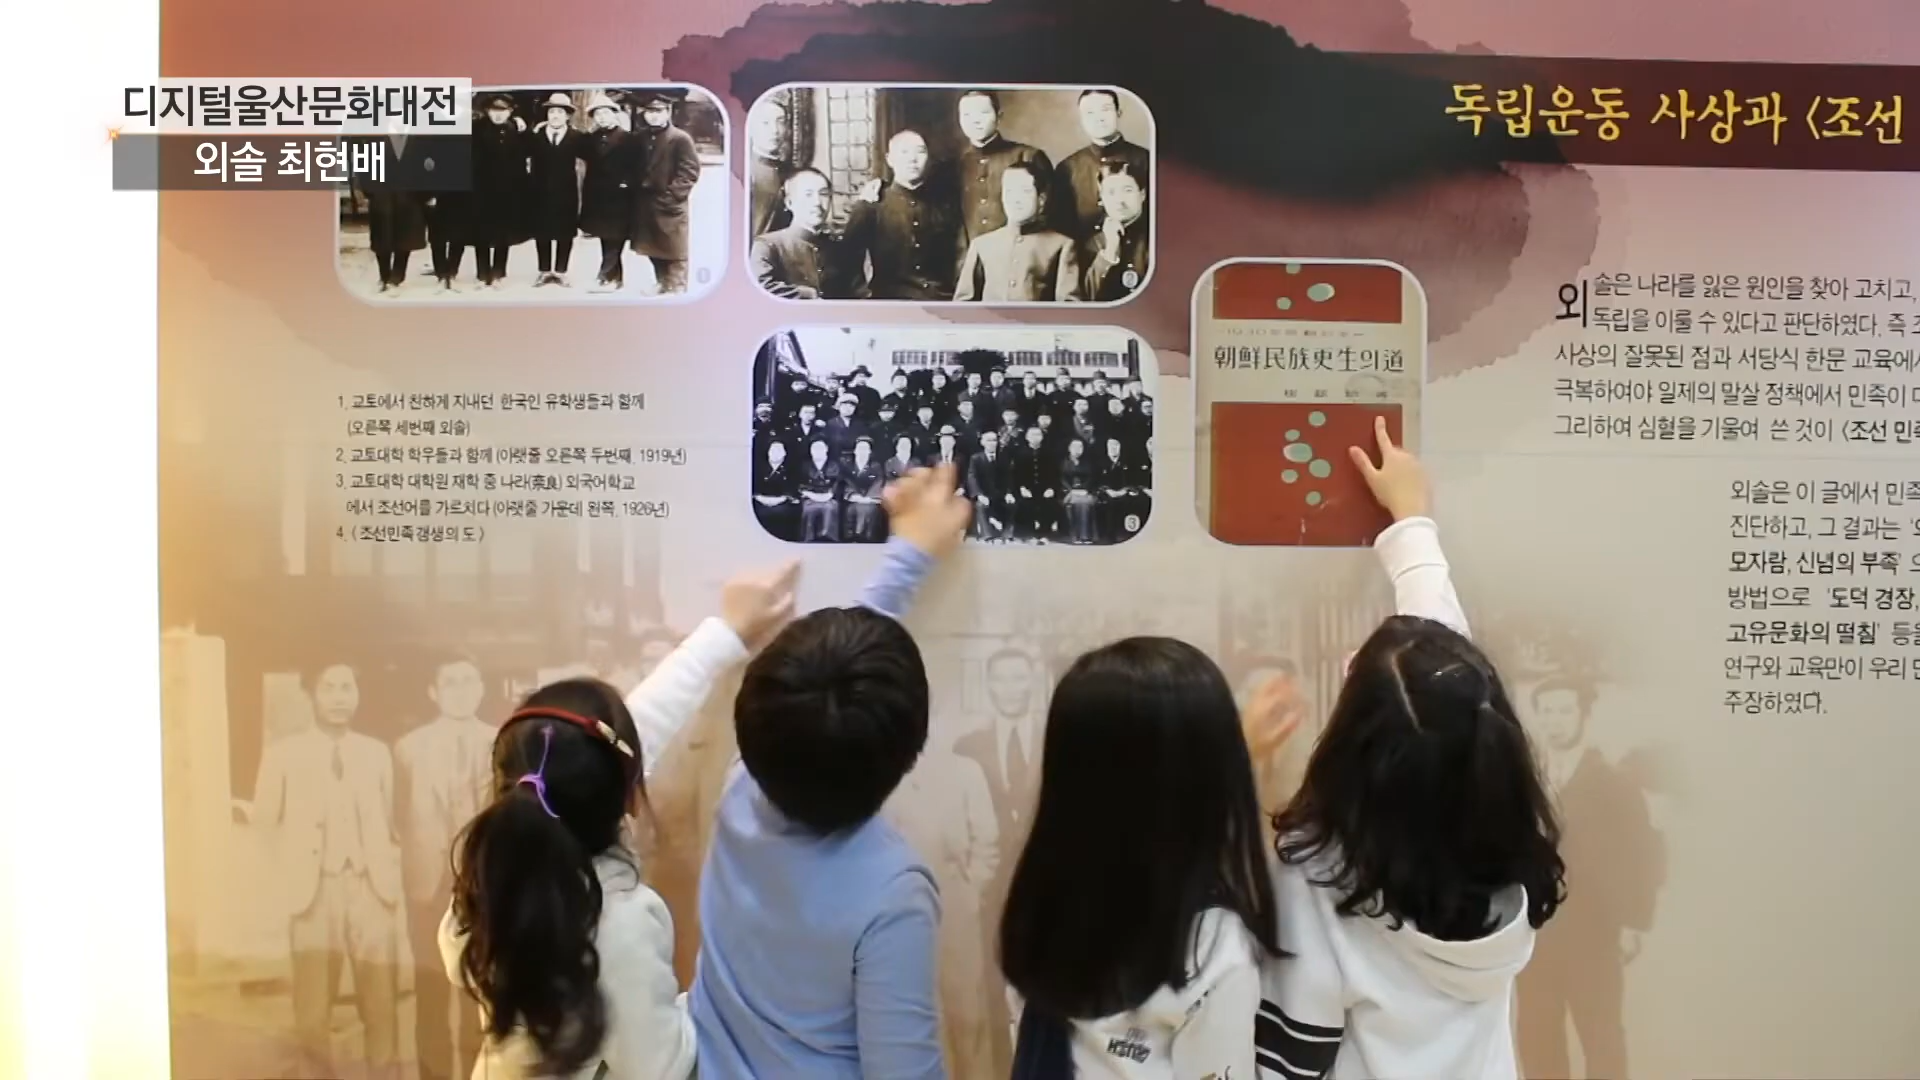 디지털울산문화대전
외솔 최현배
독립운동 사상과 〈조선
朝鮮民族更生의道
1. 교토에서 친하게 지내던 한국인 유학생들과 함께
(오른쪽 세번째 외솔)
2. 교토대학 학우들과 함께 (아랫줄 오른쪽 두번째, 1919년)
3. 교토대학 대학원 재학 중 나라(奈良) 외국어학교
에서 조선어를 가르치다 (아랫줄 가운데 왼쪽, 1926년)
4. 〈조선민족갱생의 도〉
①
②
③
외솔은 나라를 잃은 원인을 찾아 고치고,
독립을 이룰 수 있다고 판단하였다. 즉
사상의 잘못된 점과 서당식 한문 교육에서
극복하여야 일제의 말살 정책에서 민족이
그리하여 심혈을 기울여 쓴 것이 〈조선 민족
외솔은 이 글에서 민족
진단하고, 그 결과는
모자람, 신념의 부족'
방법으로 '도덕 경장,
고유문화의 떨침' 등을
연구와 교육만이 우리
주장하였다.